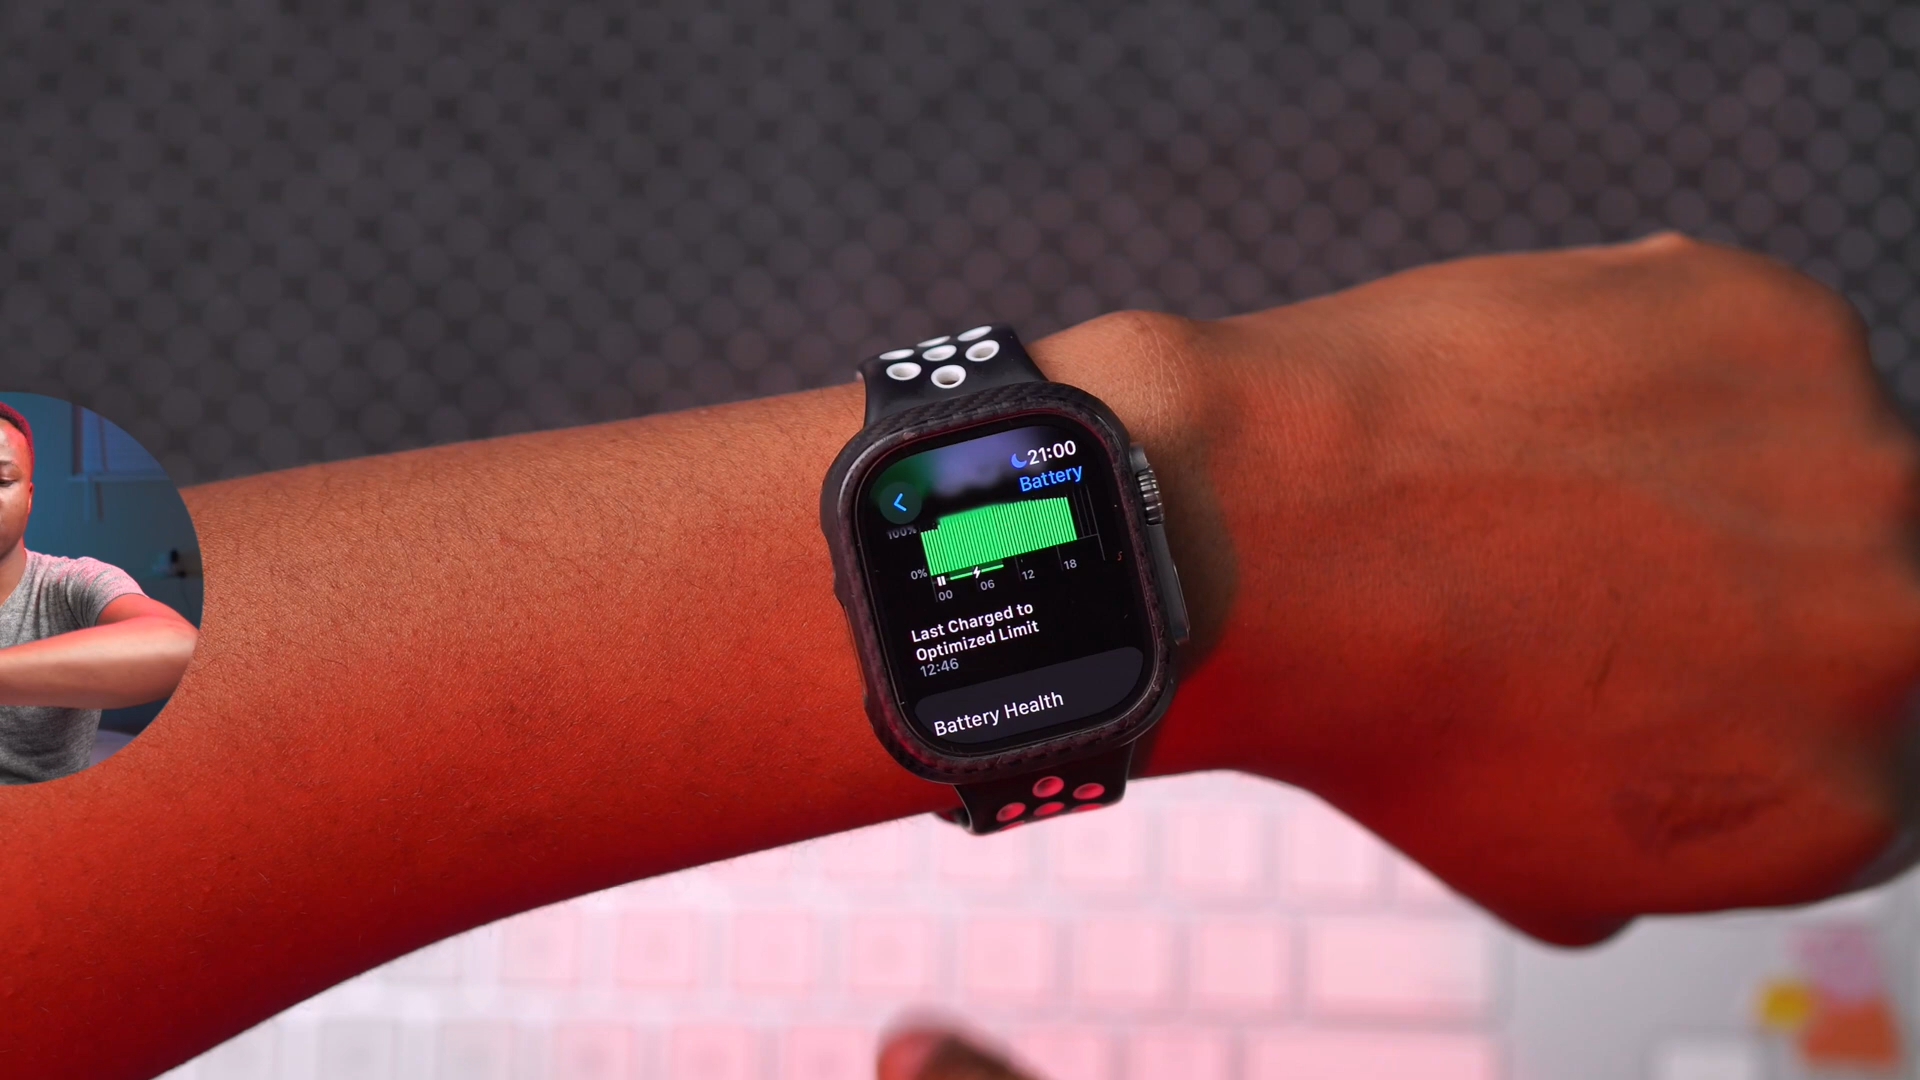 21:00
Battery
100%
0%
00 06 12 18
Last Charged to
Optimized Limit
12:46
Battery Health